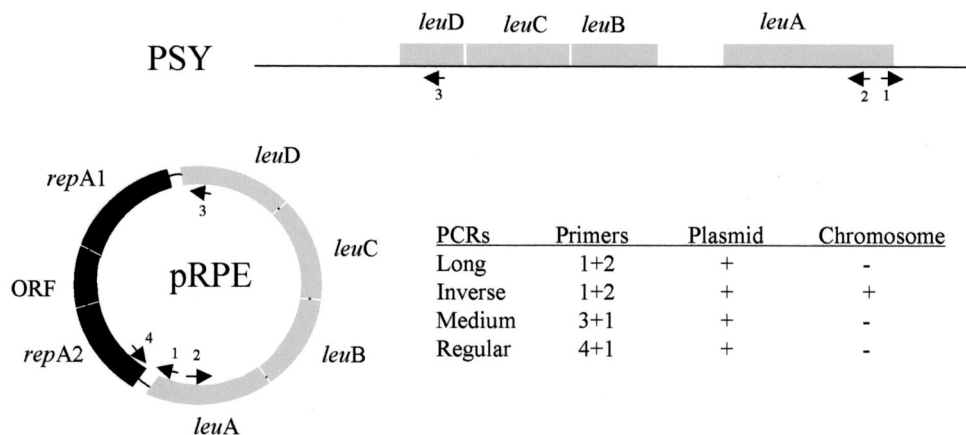 leuD leuC leuB leuA
PSY
3 2 1
leuD
repA1
3
leuC
ORF
pRPE
repA2
4 1 2
leuB
leuA
PCRs Primers Plasmid Chromosome
Long 1+2 + -
Inverse 1+2 + +
Medium 3+1 + -
Regular 4+1 + -